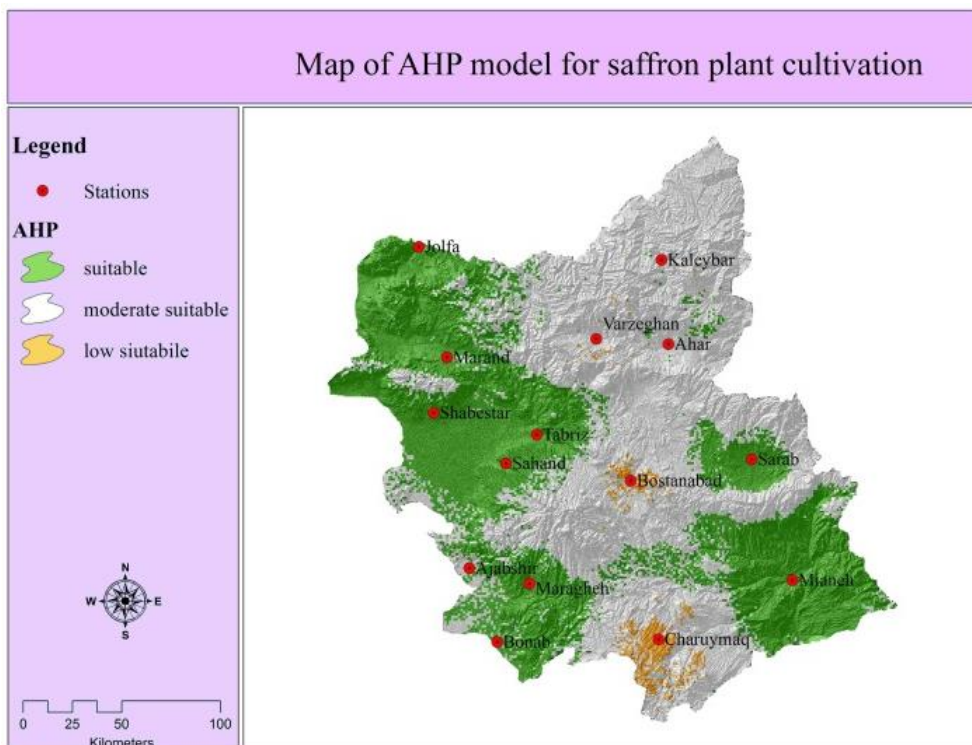 Map of AHP model for saffron plant cultivation
Legend
Stations
AHP
suitable
moderate suitable
low siutabile
N
W E
S
0 25 50 100
Kilometers
Jolfa
Kaleybar
Varzeghan
Ahar
Marand
Shabestar
Tabriz
Sahand
Sarab
Bostanabad
Ajabshir
Maragheh
Mianeh
Bonab
Charuymaq